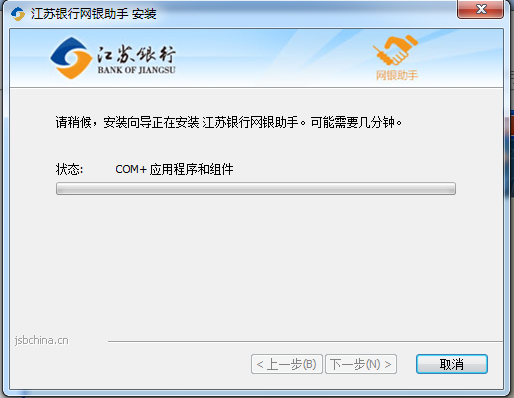 江苏银行网银助手 安装
江苏银行
BANK OF JIANGSU
网银助手
请稍候，安装向导正在安装 江苏银行网银助手。可能需要几分钟。
状态: COM+ 应用程序和组件
jsbchina.cn
< 上一步(B) 下一步(N) > 取消